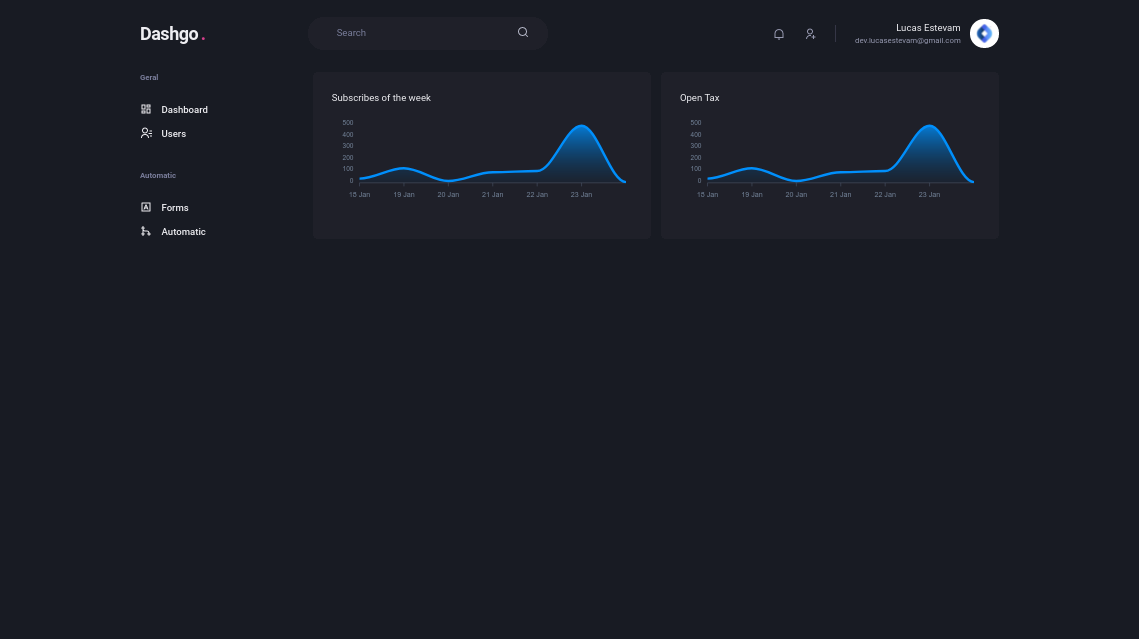 Dashgo.
Search
Lucas Estevam
dev.lucasestevam@gmail.com
Geral
Dashboard
Users
Automatic
Forms
Automatic
Subscribes of the week
500
400
300
200
100
0
18 Jan 19 Jan 20 Jan 21 Jan 22 Jan 23 Jan
Open Tax
500
400
300
200
100
0
18 Jan 19 Jan 20 Jan 21 Jan 22 Jan 23 Jan